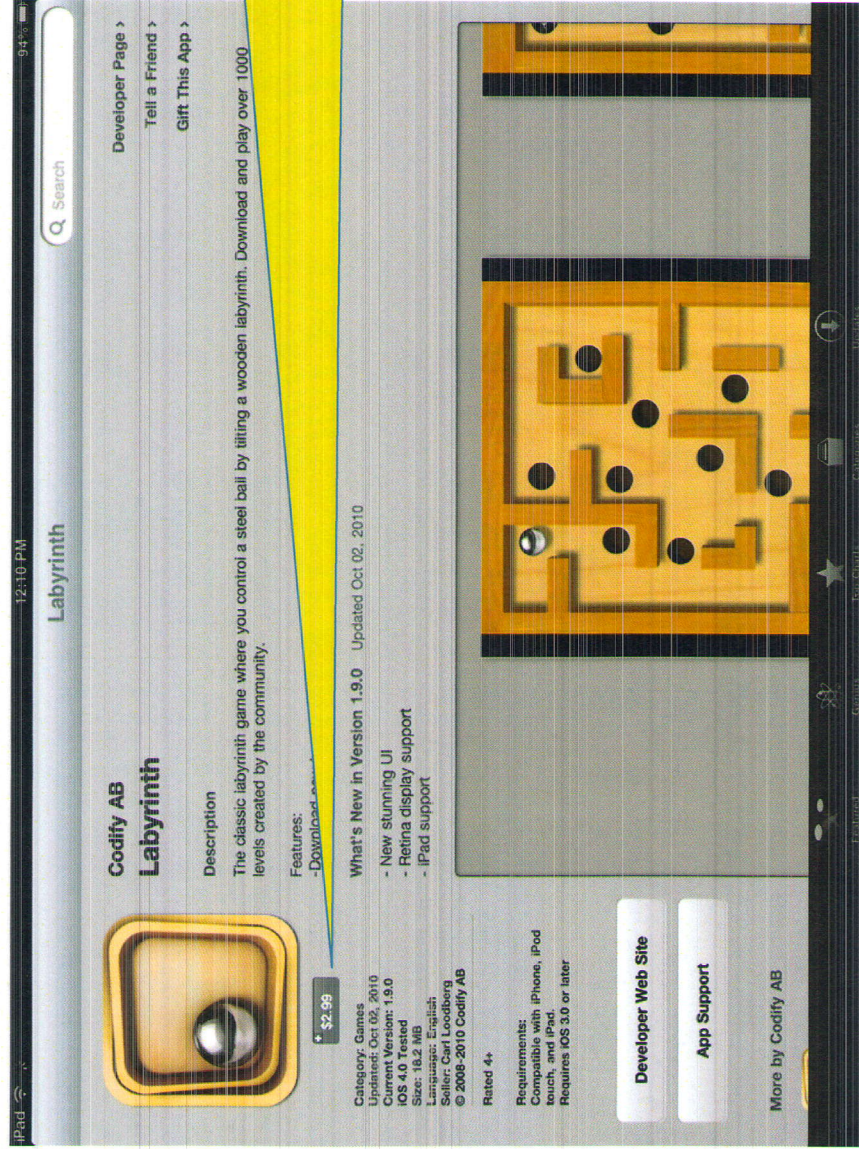 iPad
12:10 PM
94%
Labyrinth
Search
Codify AB
Labyrinth
Developer Page >
Tell a Friend >
Gift This App >
Description
The classic labyrinth game where you control a steel ball by tilting a wooden labyrinth. Download and play over 1000
levels created by the community.
Features:
-Download
What's New in Version 1.9.0 Updated Oct 02, 2010
- New stunning UI
- Retina display support
- iPad support
+ $2.99
Category: Games
Updated: Oct 02, 2010
Current Version: 1.9.0
iOS 4.0 Tested
Size: 18.2 MB
Language: English
Seller: Carl Loodberg
© 2008-2010 Codify AB
Rated 4+
Requirements:
Compatible with iPhone, iPod
touch, and iPad.
Requires iOS 3.0 or later
Developer Web Site
App Support
More by Codify AB